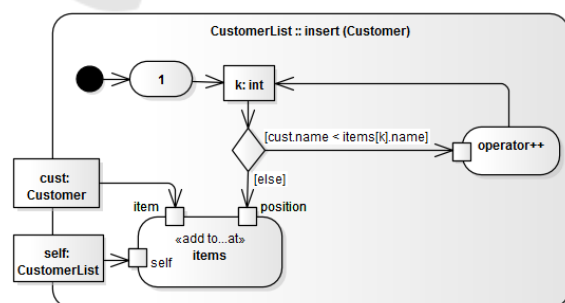 CustomerList :: insert (Customer)
1
k: int
[cust.name < items[k].name]
operator++
[else]
cust:
Customer
item
position
«add to...at»
items
self:
CustomerList
self